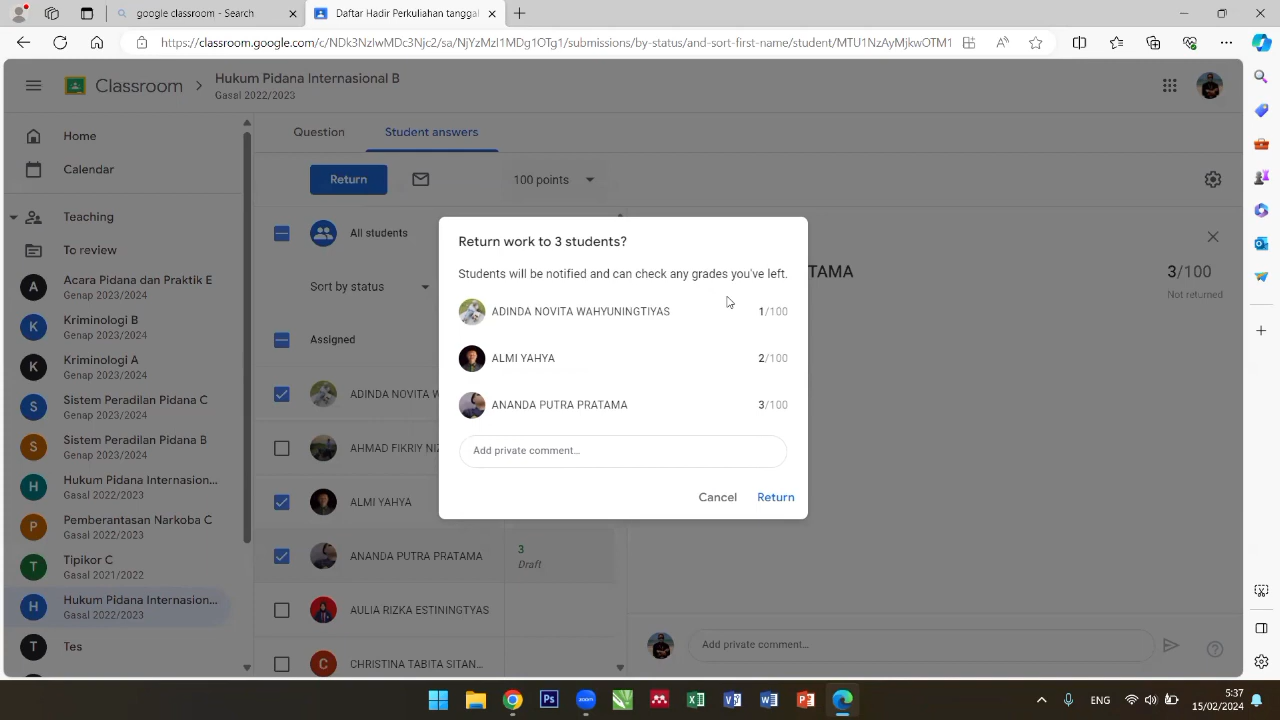 google classroom - Search
Daftar Hadir Perkuliahan tanggal
https://classroom.google.com/c/NDk3NzIwMDc3Njc2/sa/NjYzMzI1MDg1OTg1/submissions/by-status/and-sort-first-name/student/MTU1NzAyMjkwOTM1
Classroom
Hukum Pidana Internasional B
Gasal 2022/2023
Home
Calendar
Teaching
To review
A
Acara Pidana dan Praktik E
Genap 2023/2024
K
Kriminologi B
Genap 2023/2024
K
Kriminologi A
Genap 2023/2024
S
Sistem Peradilan Pidana C
Genap 2023/2024
S
Sistem Peradilan Pidana B
Genap 2023/2024
H
Hukum Pidana Internasion...
Gasal 2022/2023
P
Pemberantasan Narkoba C
Gasal 2022/2023
T
Tipikor C
Gasal 2021/2022
H
Hukum Pidana Internasion...
Gasal 2022/2023
T
Tes
Question
Student answers
Return
100 points
All students
Sort by status
Assigned
ADINDA NOVITA W
AHMAD FIKRIY NIZ
ALMI YAHYA
ANANDA PUTRA PRATAMA
3
Draft
AULIA RIZKA ESTININGTYAS
C
CHRISTINA TABITA SITAN...
Return work to 3 students?
Students will be notified and can check any grades you've left.
ADINDA NOVITA WAHYUNINGTIYAS
1/100
ALMI YAHYA
2/100
ANANDA PUTRA PRATAMA
3/100
Add private comment...
Cancel
Return
TAMA
3/100
Not returned
Add private comment...
zoom
ENG
5:37
15/02/2024